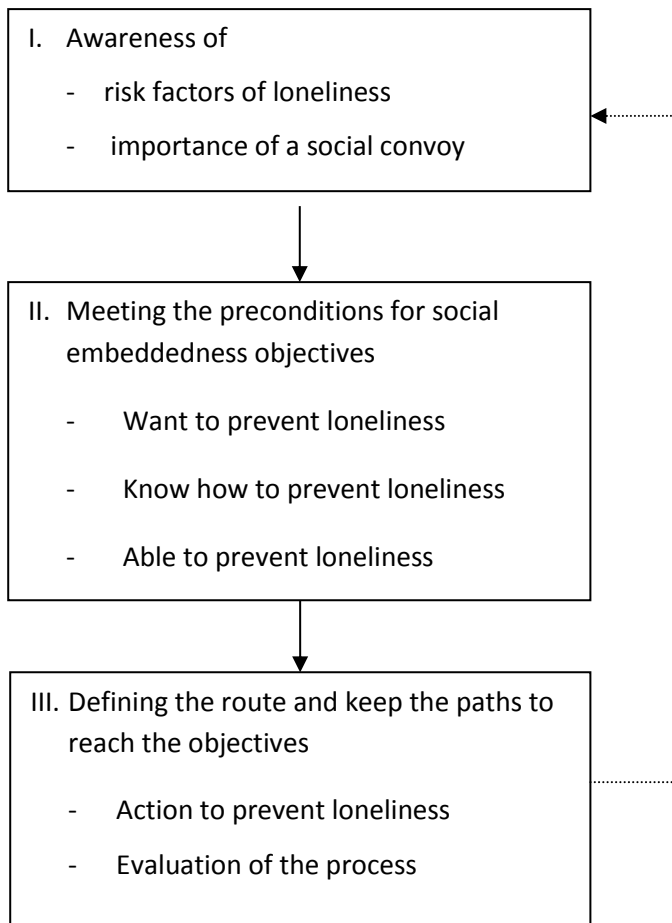 I. Awareness of
- risk factors of loneliness
- importance of a social convoy
II. Meeting the preconditions for social
embeddedness objectives
- Want to prevent loneliness
- Know how to prevent loneliness
- Able to prevent loneliness
III. Defining the route and keep the paths to
reach the objectives
- Action to prevent loneliness
- Evaluation of the process